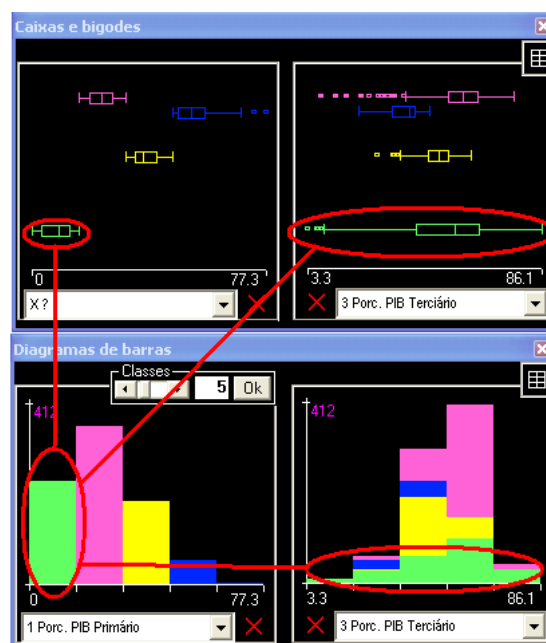 Caixas e bigodes
0 77.3
3.3 86.1
X ?
3 Porc. PIB Terciário
Diagramas de barras
Classes
5 Ok
412
412
0 77.3
3.3 86.1
1 Porc. PIB Primário
3 Porc. PIB Terciário